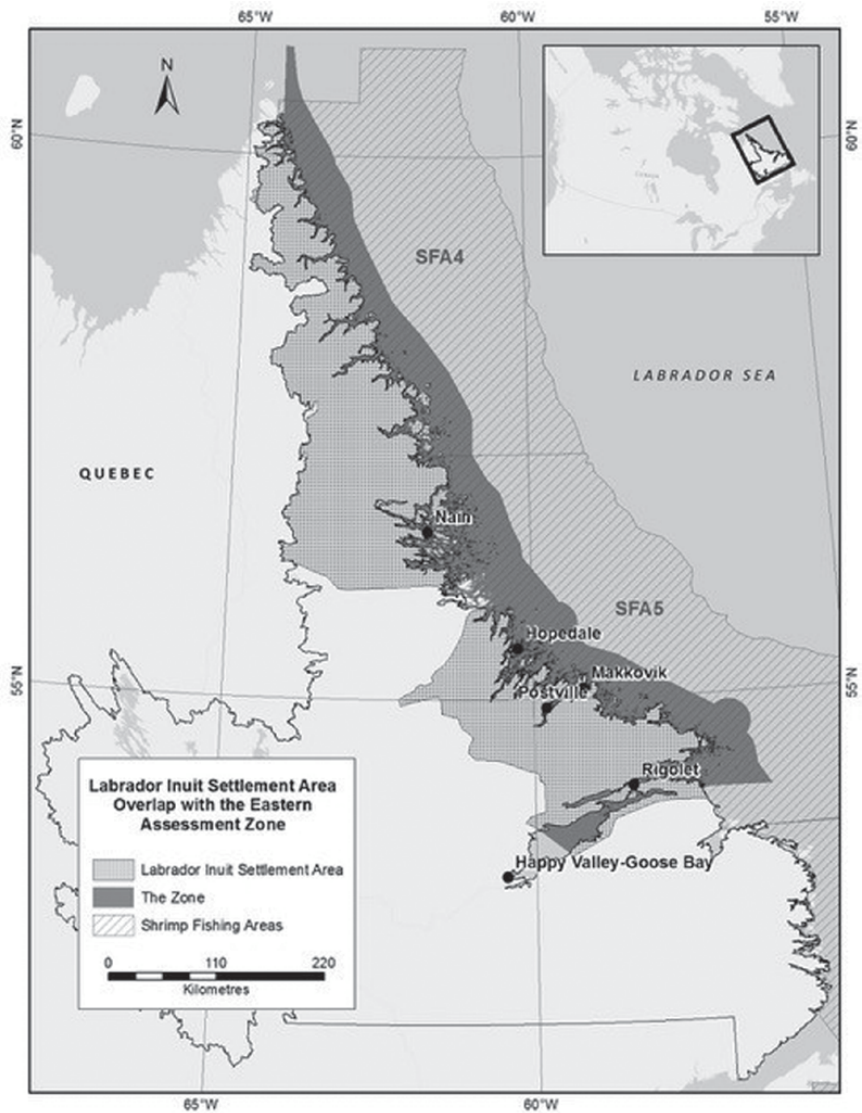 65°W
60°W
55°W
N
CANADA
60°N
60°N
SFA4
LABRADOR SEA
QUEBEC
Nain
SFA5
Hopedale
Makkovik
55°N
55°N
Postville
Rigolet
Happy Valley-Goose Bay
Labrador Inuit Settlement Area
Overlap with the Eastern
Assessment Zone
Labrador Inuit Settlement Area
The Zone
Shrimp Fishing Areas
0 110 220
Kilometres
65°W
60°W